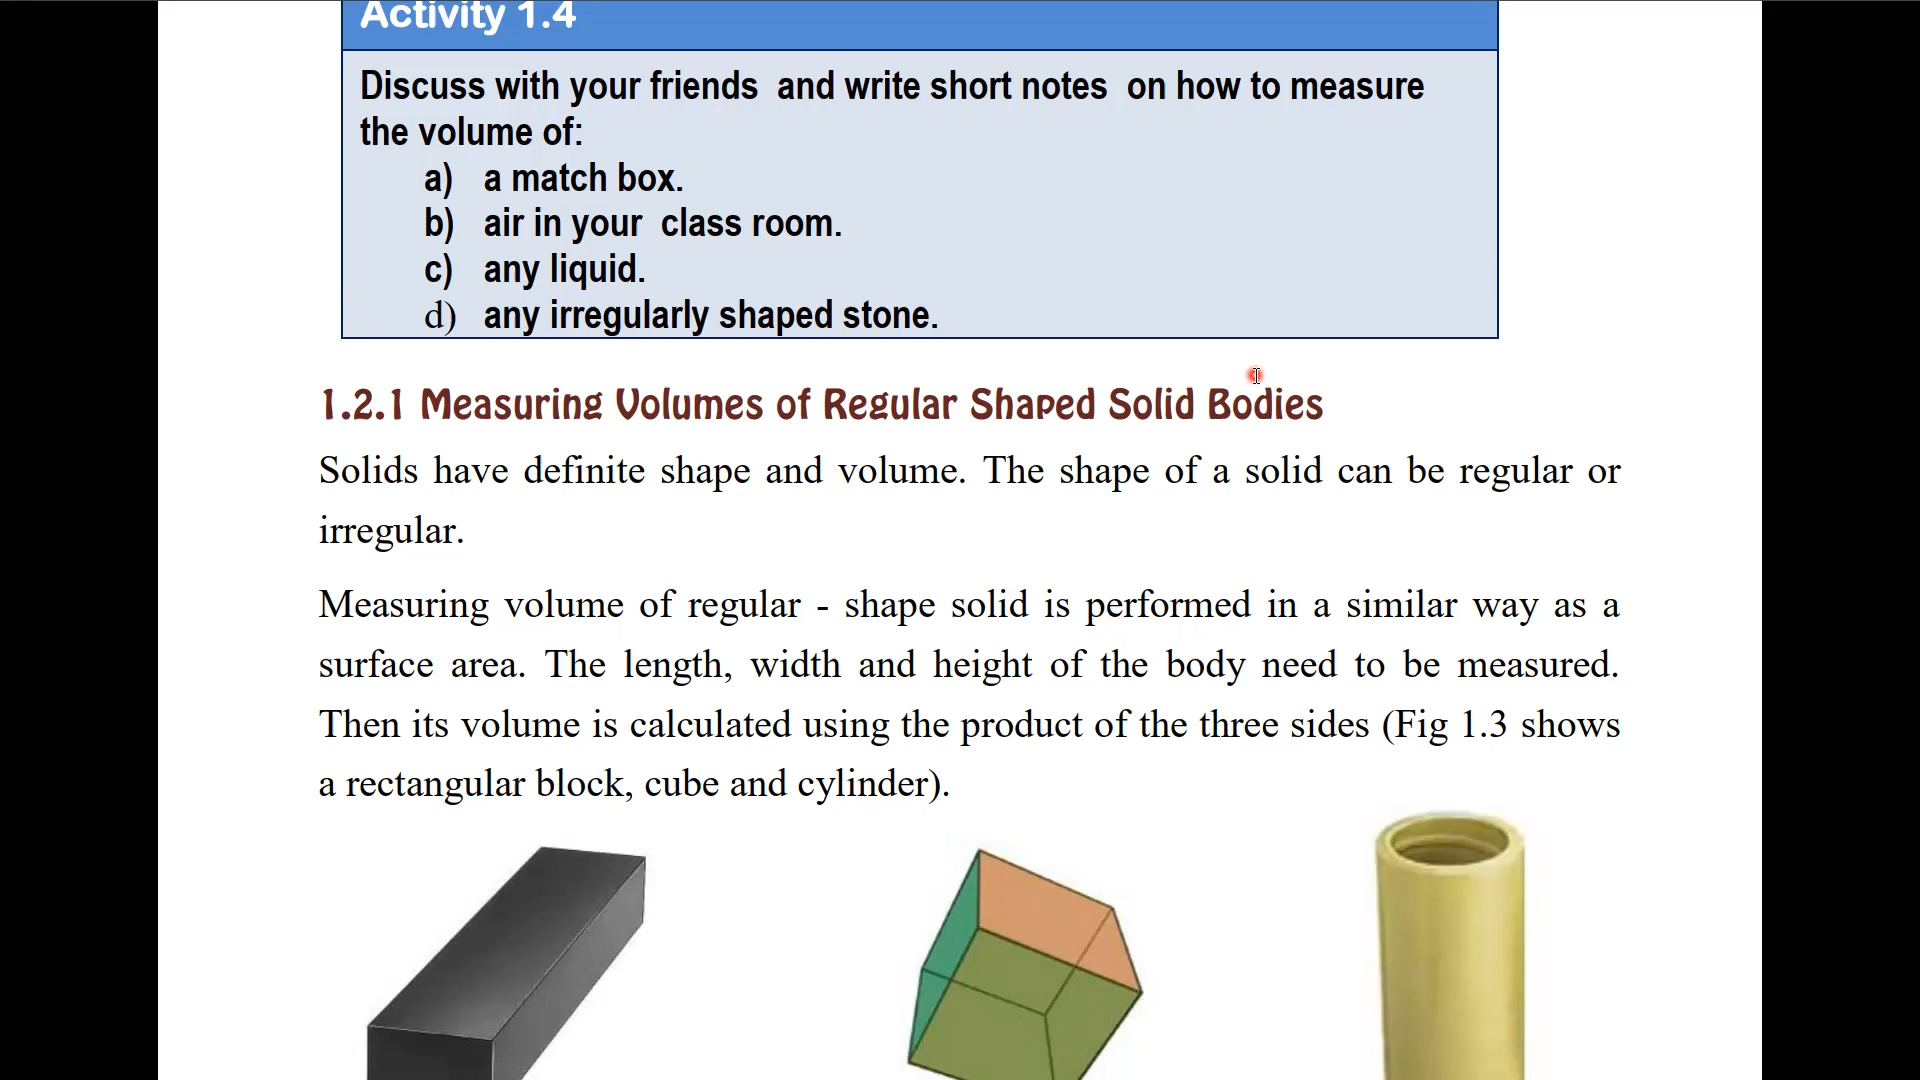 Activity 1.4
Discuss with your friends and write short notes on how to measure
the volume of:
a) a match box.
b) air in your class room.
c) any liquid.
d) any irregularly shaped stone.
1.2.1 Measuring Volumes of Regular Shaped Solid Bodies
Solids have definite shape and volume. The shape of a solid can be regular or
irregular.
Measuring volume of regular - shape solid is performed in a similar way as a
surface area. The length, width and height of the body need to be measured.
Then its volume is calculated using the product of the three sides (Fig 1.3 shows
a rectangular block, cube and cylinder).